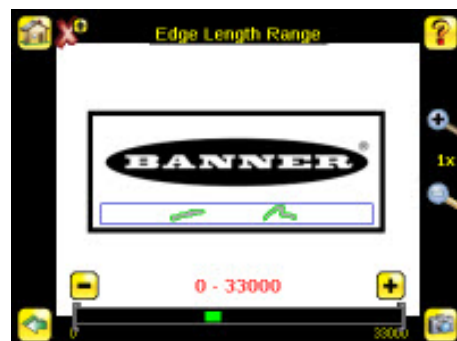 Edge Length Range
?
1x
BANNER®
- 0 - 33000 +
0 33000